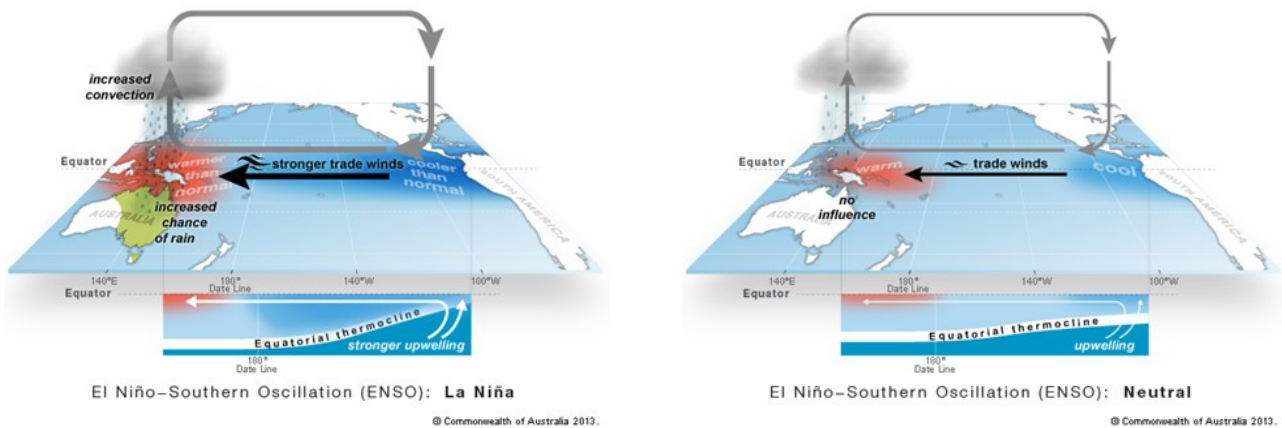 increased
convection
Equator
warmer
than
normal
stronger trade winds
cooler
than
normal
AUSTRALIA
increased
chance
of rain
SOUTH AMERICA
140°E
180°
Date Line
140°W
100°W
Equator
Equatorial thermocline
stronger upwelling
180°
Date Line
El Niño–Southern Oscillation (ENSO): La Niña
© Commonwealth of Australia 2013.
Equator
warm
trade winds
cool
AUSTRALIA
no
influence
SOUTH AMERICA
140°E
180°
Date Line
140°W
100°W
Equator
Equatorial thermocline
upwelling
180°
Date Line
El Niño–Southern Oscillation (ENSO): Neutral
© Commonwealth of Australia 2013.